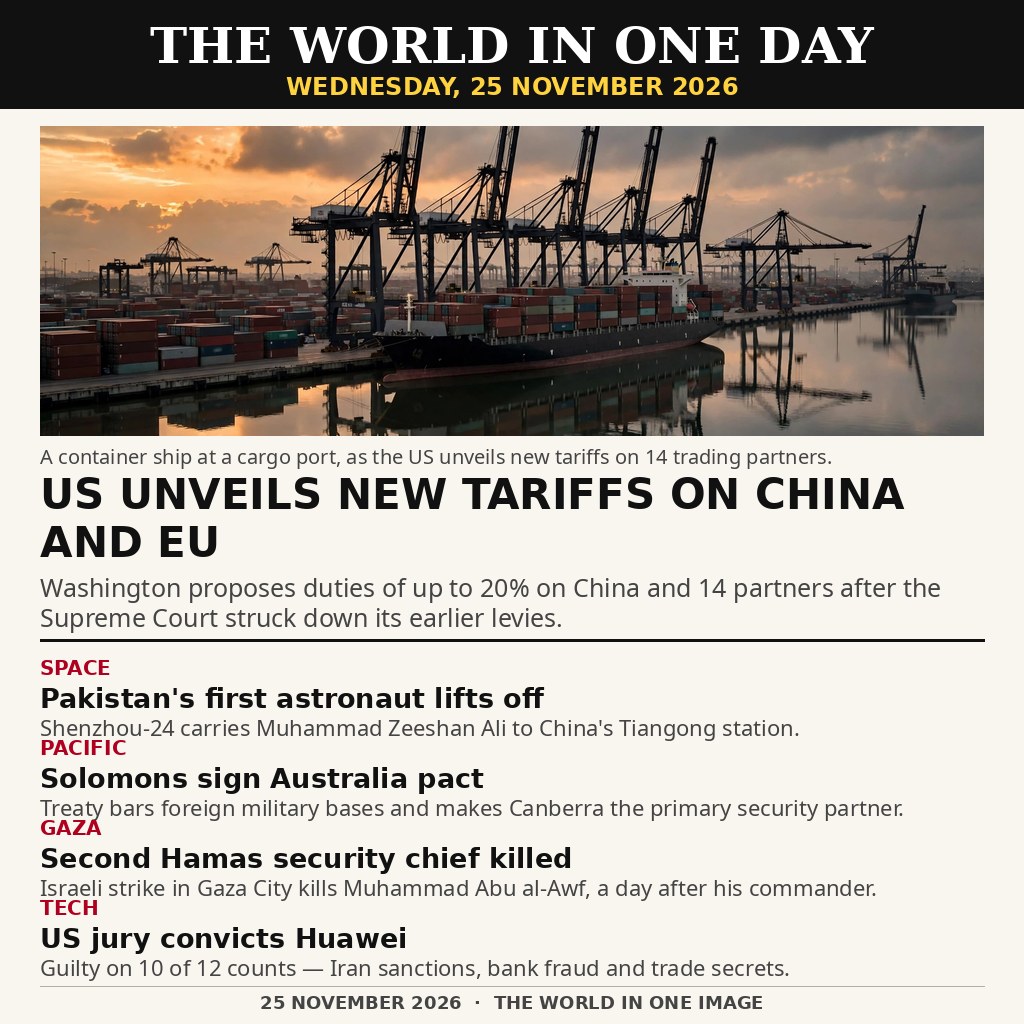 THE WORLD IN ONE DAY
WEDNESDAY, 25 NOVEMBER 2026
A container ship at a cargo port, as the US unveils new tariffs on 14 trading partners.
US UNVEILS NEW TARIFFS ON CHINA
AND EU
Washington proposes duties of up to 20% on China and 14 partners after the
Supreme Court struck down its earlier levies.
SPACE
Pakistan's first astronaut lifts off
Shenzhou-24 carries Muhammad Zeeshan Ali to China's Tiangong station.
PACIFIC
Solomons sign Australia pact
Treaty bars foreign military bases and makes Canberra the primary security partner.
GAZA
Second Hamas security chief killed
Israeli strike in Gaza City kills Muhammad Abu al-Awf, a day after his commander.
TECH
US jury convicts Huawei
Guilty on 10 of 12 counts — Iran sanctions, bank fraud and trade secrets.
25 NOVEMBER 2026 · THE WORLD IN ONE IMAGE